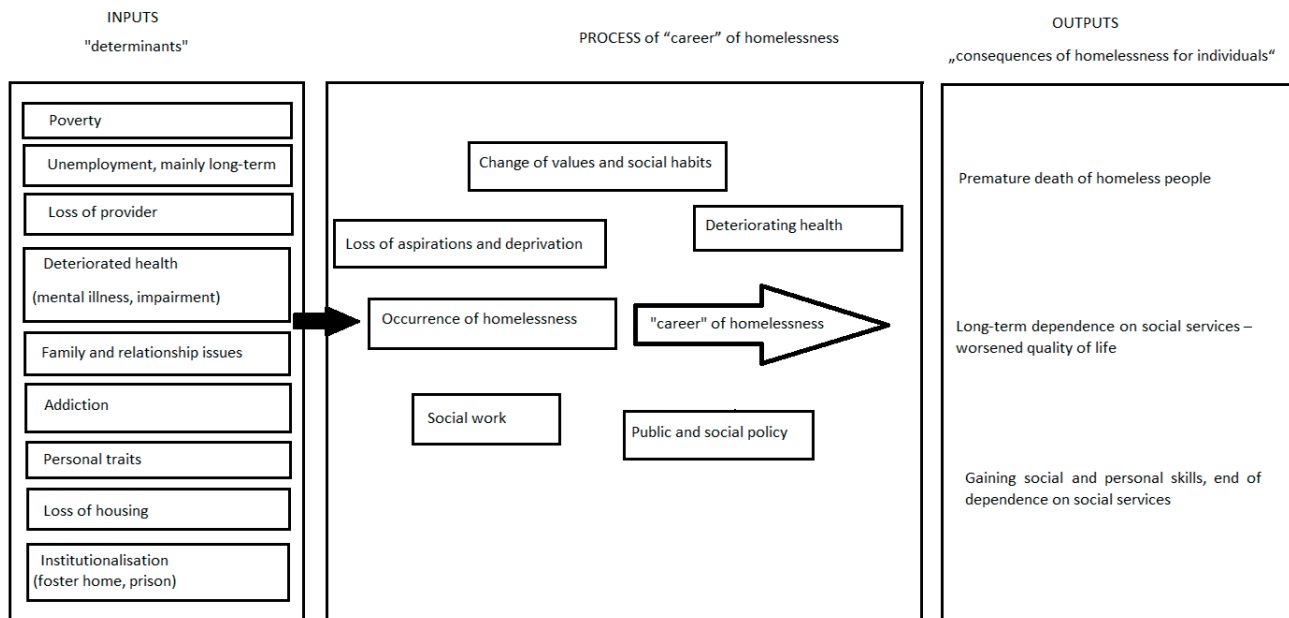 INPUTS
"determinants"
Poverty
Unemployment, mainly long-term
Loss of provider
Deteriorated health
(mental illness, impairment)
Family and relationship issues
Addiction
Personal traits
Loss of housing
Institutionalisation
(foster home, prison)
PROCESS of “career” of homelessness
Change of values and social habits
Deteriorating health
Loss of aspirations and deprivation
Occurrence of homelessness
"career" of homelessness
Social work
Public and social policy
OUTPUTS
„consequences of homelessness for individuals“
Premature death of homeless people
Long-term dependence on social services –
worsened quality of life
Gaining social and personal skills, end of
dependence on social services